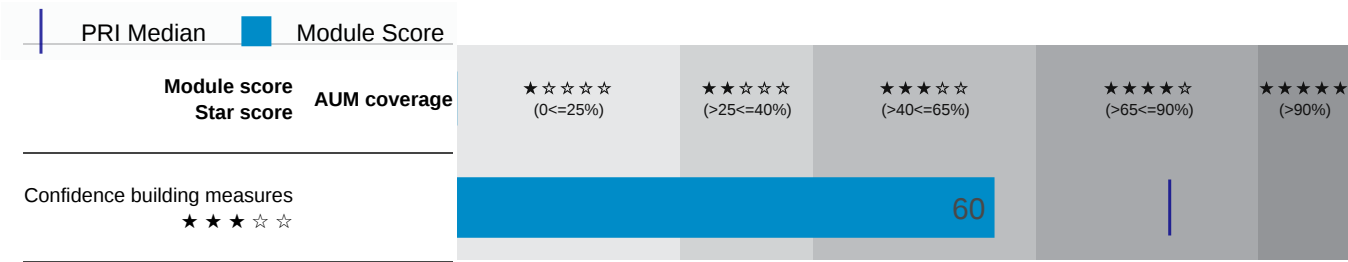 PRI Median Module Score
Module score
Star score
AUM coverage
★☆☆☆☆ ★★☆☆☆ ★★★☆☆ ★★★★☆ ★★★★★
(0<=25%) (>25<=40%) (>40<=65%) (>65<=90%) (>90%)
Confidence building measures
★★★☆☆
60